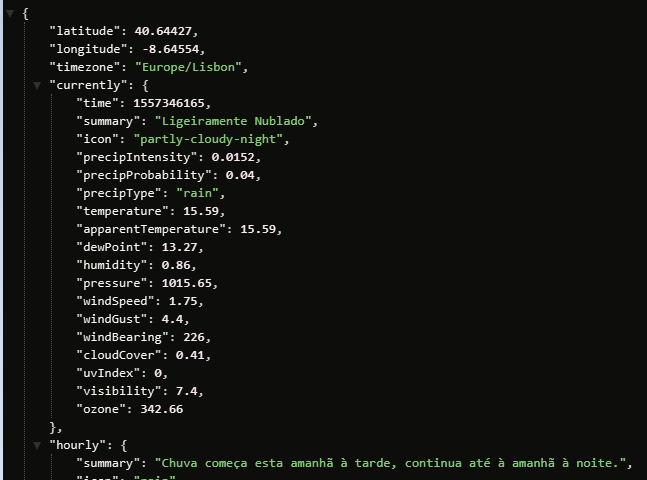 {
"latitude": 40.64427,
"longitude": -8.64554,
"timezone": "Europe/Lisbon",
"currently": {
"time": 1557346165,
"summary": "Ligeiramente Nublado",
"icon": "partly-cloudy-night",
"precipIntensity": 0.0152,
"precipProbability": 0.04,
"precipType": "rain",
"temperature": 15.59,
"apparentTemperature": 15.59,
"dewPoint": 13.27,
"humidity": 0.86,
"pressure": 1015.65,
"windSpeed": 1.75,
"windGust": 4.4,
"windBearing": 226,
"cloudCover": 0.41,
"uvIndex": 0,
"visibility": 7.4,
"ozone": 342.66
},
"hourly": {
"summary": "Chuva começa esta amanhã à tarde, continua até à amanhã à noite.",
"icon": "rain"